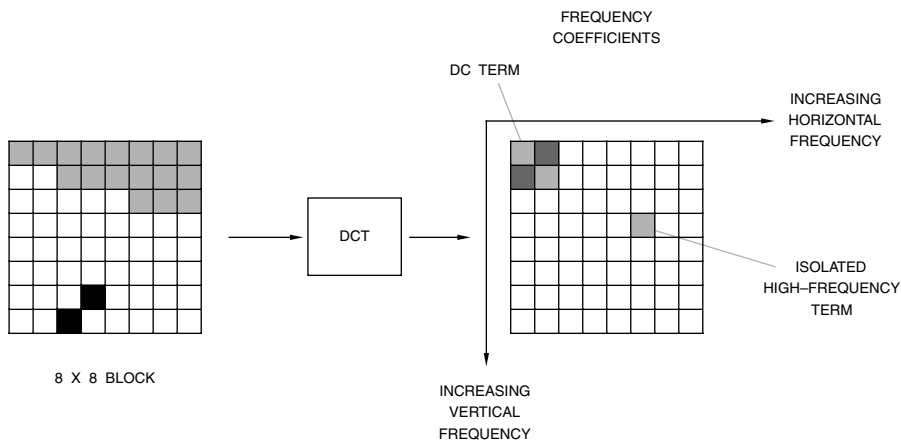 FREQUENCY
COEFFICIENTS
DC TERM
INCREASING
HORIZONTAL
FREQUENCY
DCT
ISOLATED
HIGH–FREQUENCY
TERM
8 X 8 BLOCK
INCREASING
VERTICAL
FREQUENCY